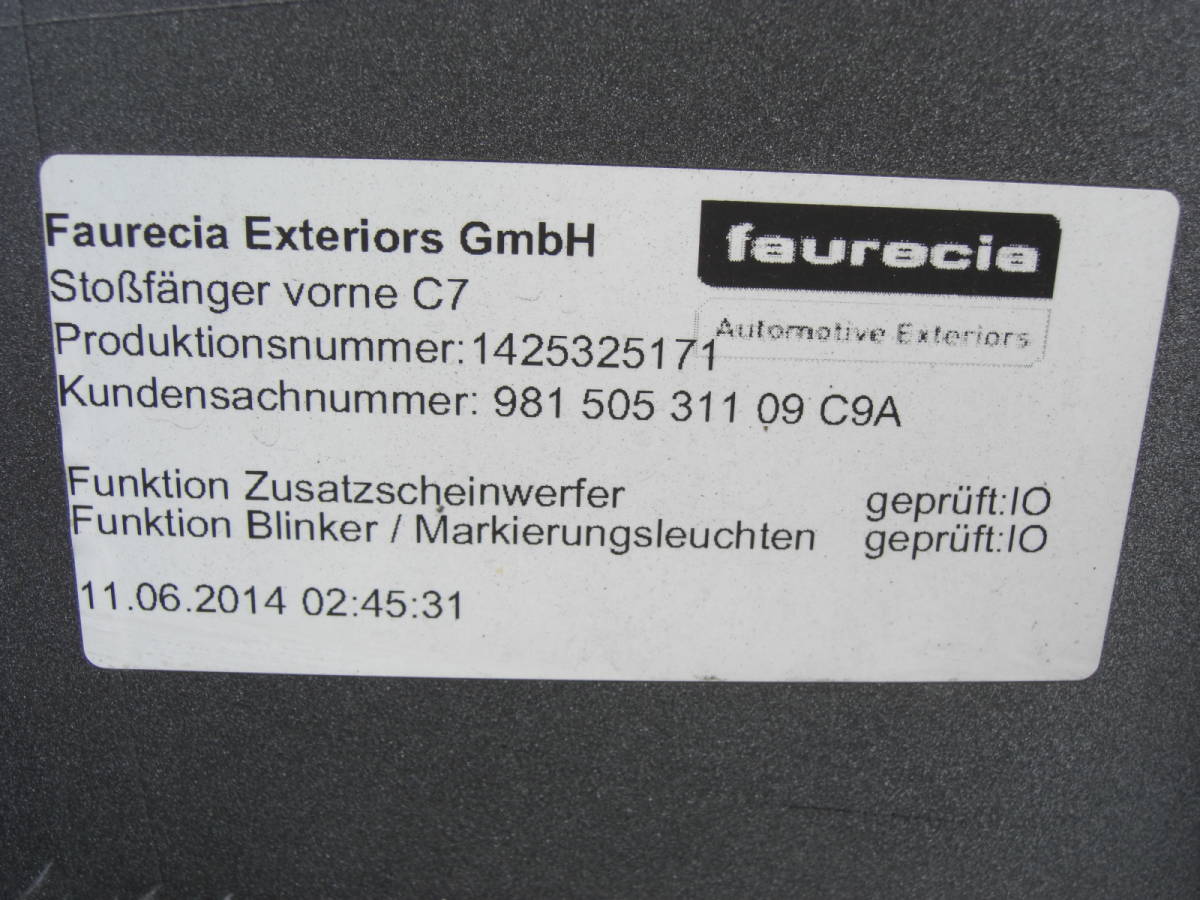 Faurecia Exteriors GmbH
faurecia
Automotive Exteriors
Stoßfänger vorne C7
Produktionsnummer:1425325171
Kundensachnummer: 981 505 311 09 C9A
Funktion Zusatzscheinwerfer geprüft:IO
Funktion Blinker / Markierungsleuchten geprüft:IO
11.06.2014 02:45:31